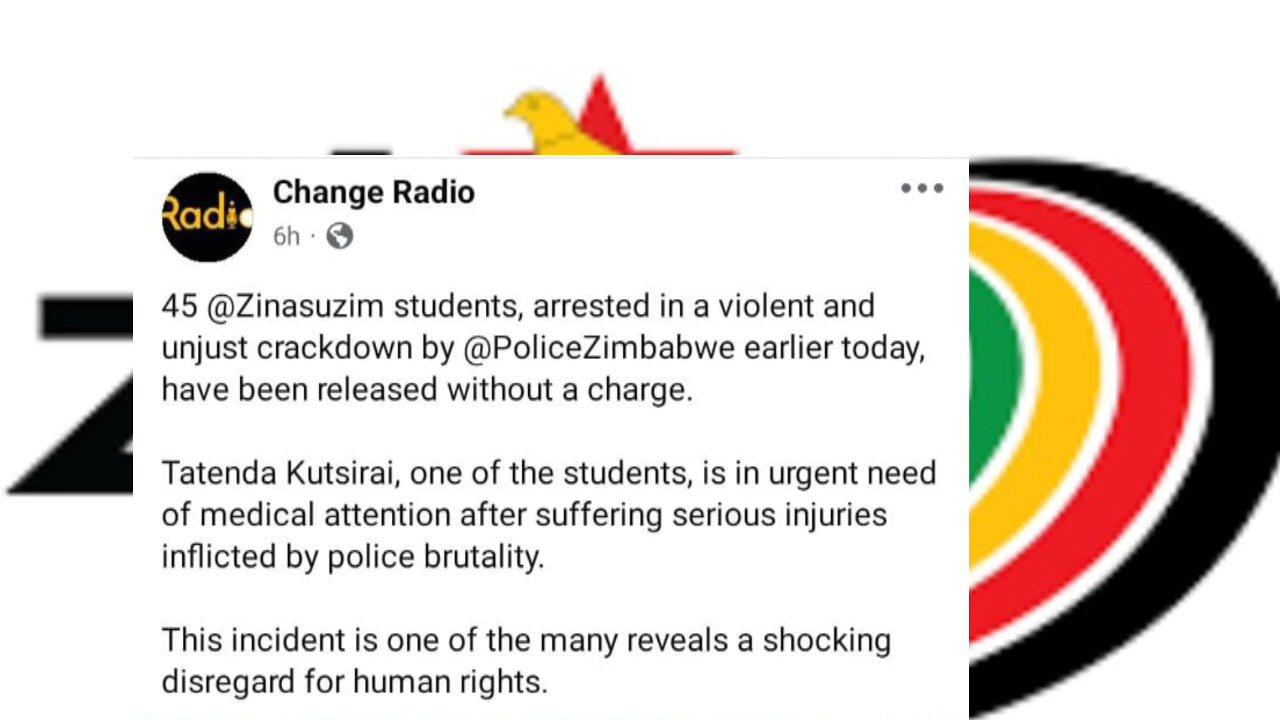 Change Radio
Radio
6h ·
45 @Zinasuzim students, arrested in a violent and
unjust crackdown by @PoliceZimbabwe earlier today,
have been released without a charge.
Tatenda Kutsirai, one of the students, is in urgent need
of medical attention after suffering serious injuries
inflicted by police brutality.
This incident is one of the many reveals a shocking
disregard for human rights.